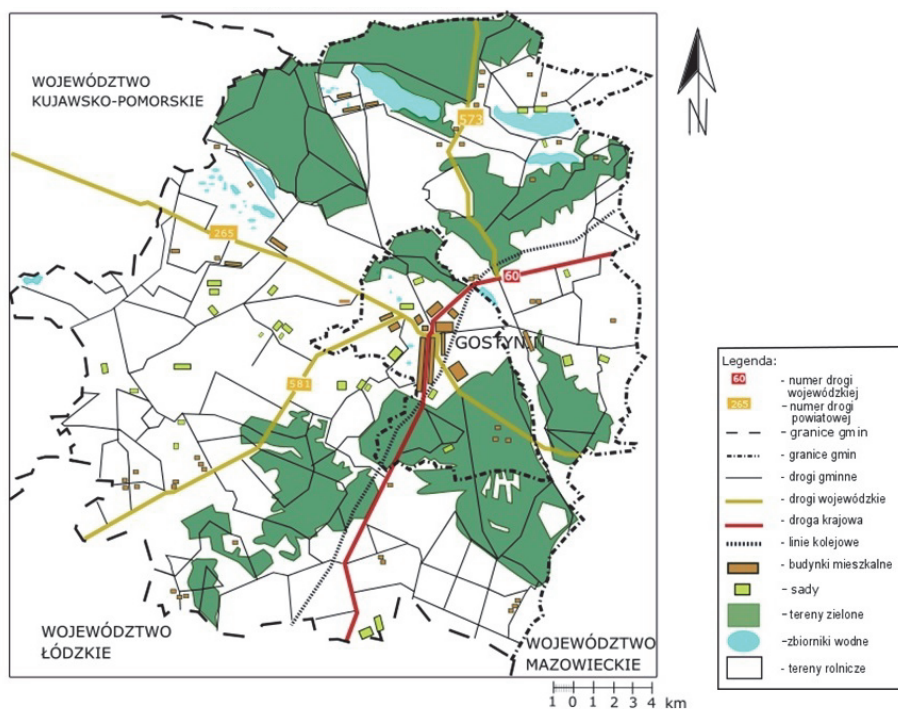 WOJEWÓDZTWO
KUJAWSKO-POMORSKIE
573
265
60
GOSTYNIN
581
WOJEWÓDZTWO
ŁÓDZKIE
WOJEWÓDZTWO
MAZOWIECKIE
1 0 1 2 3 4 km
N
Legenda:
60 - numer drogi
wojewódzkiej
265 - numer drogi
powiatowej
- granice gmin
- granice gmin
- drogi gminne
- drogi wojewódzkie
- droga krajowa
- linie kolejowe
- budynki mieszkalne
- sady
- tereny zielone
-zbiorniki wodne
- tereny rolnicze